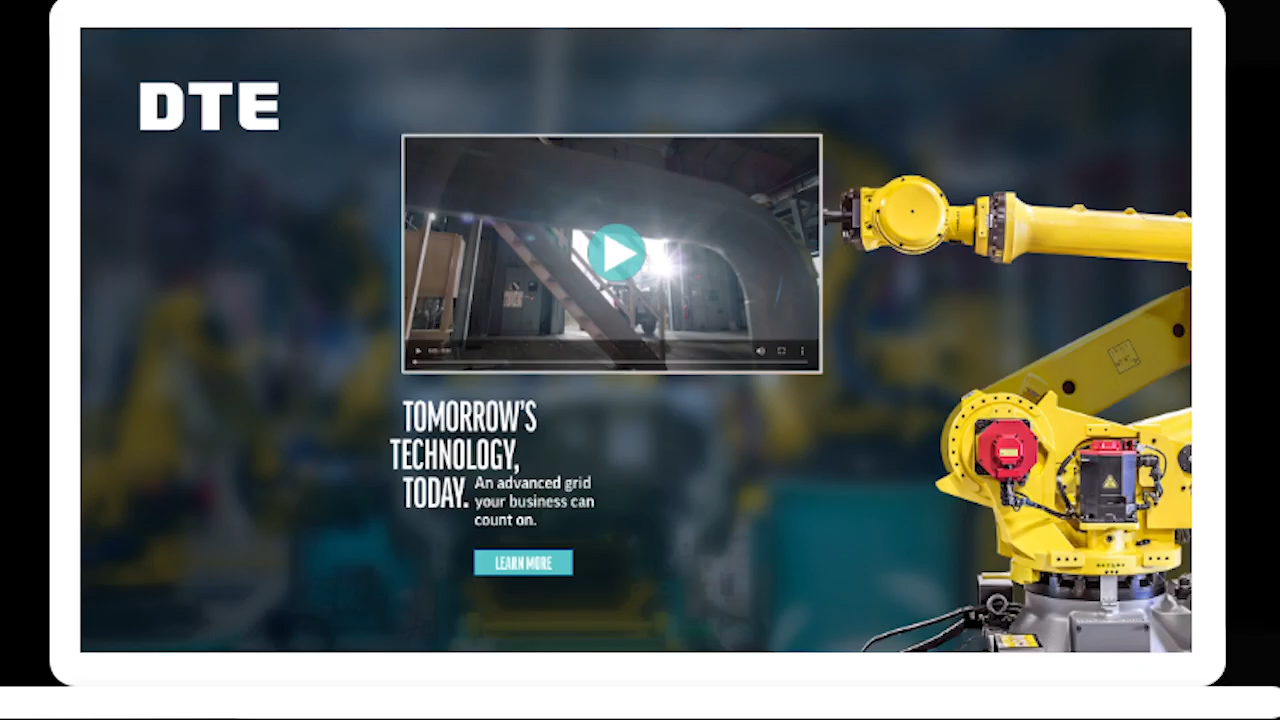 DTE
TOMORROW'S
TECHNOLOGY,
TODAY.
An advanced grid
your business can
count on.
LEARN MORE